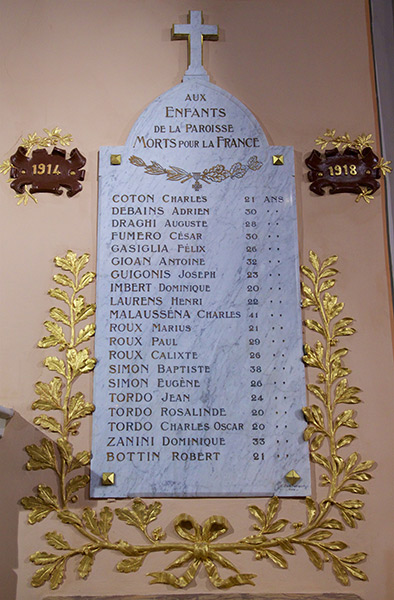 AUX
ENFANTS
DE LA PAROISSE
MORTS POUR LA FRANCE
1914
1918
COTON CHARLES 21 ANS
DEBAINS ADRIEN 30 " "
DRAGHI AUGUSTE 28 " "
FUMERO CÉSAR 30 " "
GASIGLIA FÉLIX 26 " "
GIOAN ANTOINE 32 " "
GUIGONIS JOSEPH 23 " "
IMBERT DOMINIQUE 20 " "
LAURENS HENRI 22 " "
MALAUSSÉNA CHARLES 41 " "
ROUX MARIUS 21 " "
ROUX PAUL 29 " "
ROUX CALIXTE 26 " "
SIMON BAPTISTE 38 " "
SIMON EUGÈNE 26 " "
TORDO JEAN 24 " "
TORDO ROSALINDE 20 " "
TORDO CHARLES OSCAR 20 " "
ZANINI DOMINIQUE 33 " "
BOTTIN ROBERT 21 " "